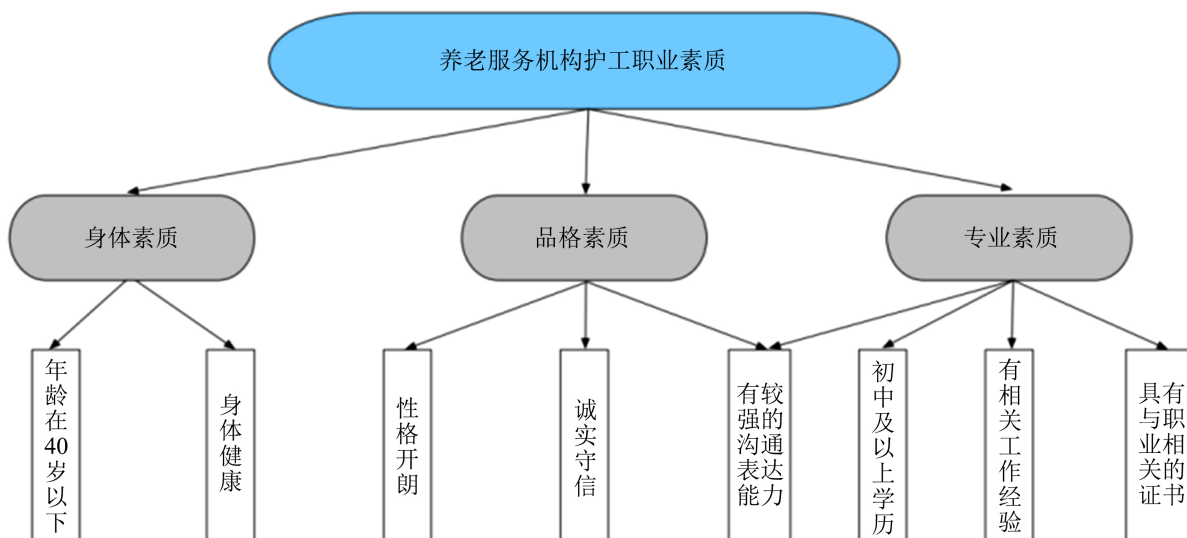 养老服务机构护工职业素质
身体素质
品格素质
专业素质
年龄在40岁以下
身体健康
性格开朗
诚实守信
有较强的沟通表达能力
初中及以上学历
有相关工作经验
具有与职业相关的证书